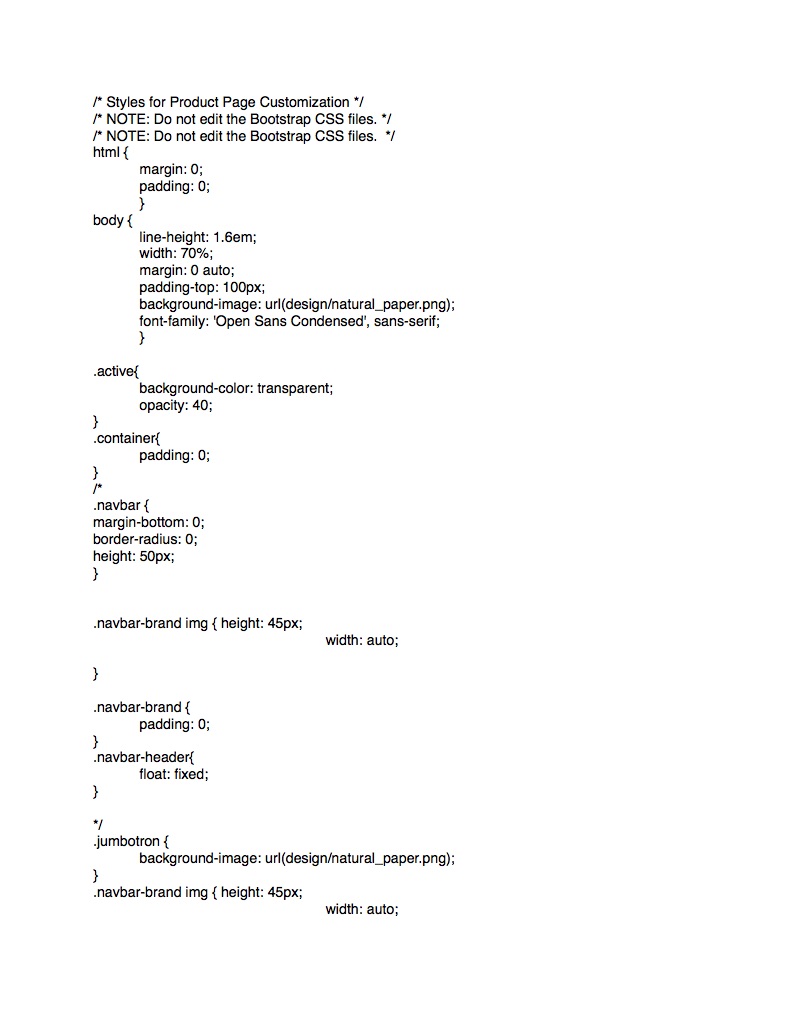 /* Styles for Product Page Customization */
/* NOTE: Do not edit the Bootstrap CSS files. */
/* NOTE: Do not edit the Bootstrap CSS files.  */
html {
margin: 0;
padding: 0;
}
body {
line-height: 1.6em;
width: 70%;
margin: 0 auto;
padding-top: 100px;
background-image: url(design/natural_paper.png);
font-family: 'Open Sans Condensed', sans-serif;
}
.active{
background-color: transparent;
opacity: 40;
}
.container{
padding: 0;
}
/*
.navbar {
margin-bottom: 0;
border-radius: 0;
height: 50px;
}
.navbar-brand img { height: 45px;
width: auto;
}
.navbar-brand {
padding: 0;
}
.navbar-header{
float: fixed;
}
*/
.jumbotron {
background-image: url(design/natural_paper.png);
}
.navbar-brand img { height: 45px;
width: auto;